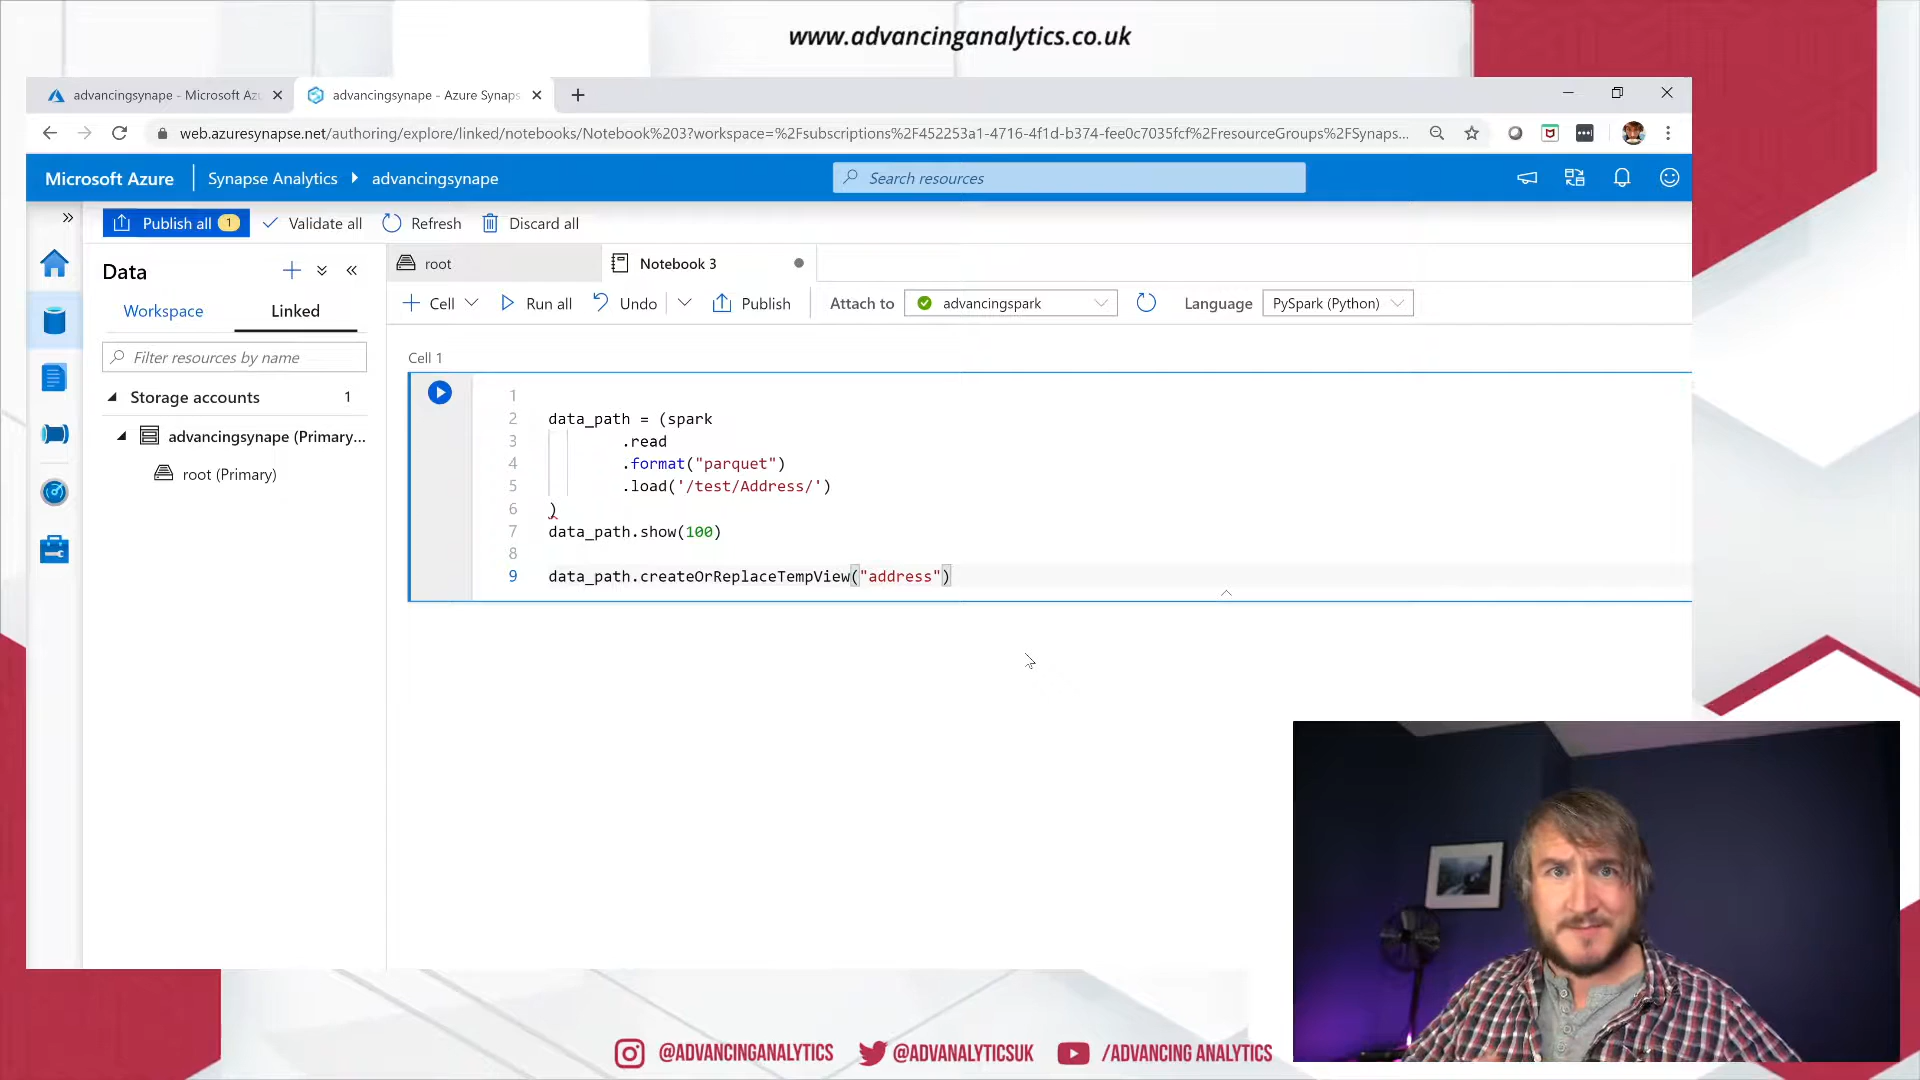 www.advancinganalytics.co.uk
advancingsynape - Microsoft Az
advancingsynape - Azure Synaps
web.azuresynapse.net/authoring/explore/linked/notebooks/Notebook%203?workspace=%2Fsubscriptions%2F452253a1-4716-4f1d-b374-fee0c7035fcf%2FresourceGroups%2FSynaps...
Microsoft Azure
Synapse Analytics
advancingsynape
Search resources
Publish all 1
Validate all
Refresh
Discard all
Data
Workspace
Linked
Filter resources by name
Storage accounts 1
advancingsynape (Primary...
root (Primary)
root
Notebook 3
Cell
Run all
Undo
Publish
Attach to
advancingspark
Language
PySpark (Python)
Cell 1
1
2 data_path = (spark
3 .read
4 .format("parquet")
5 .load('/test/Address/')
6 )
7 data_path.show(100)
8
9 data_path.createOrReplaceTempView("address")
@ADVANCINGANALYTICS
@ADVANALYTICSUK
/ADVANCING ANALYTICS